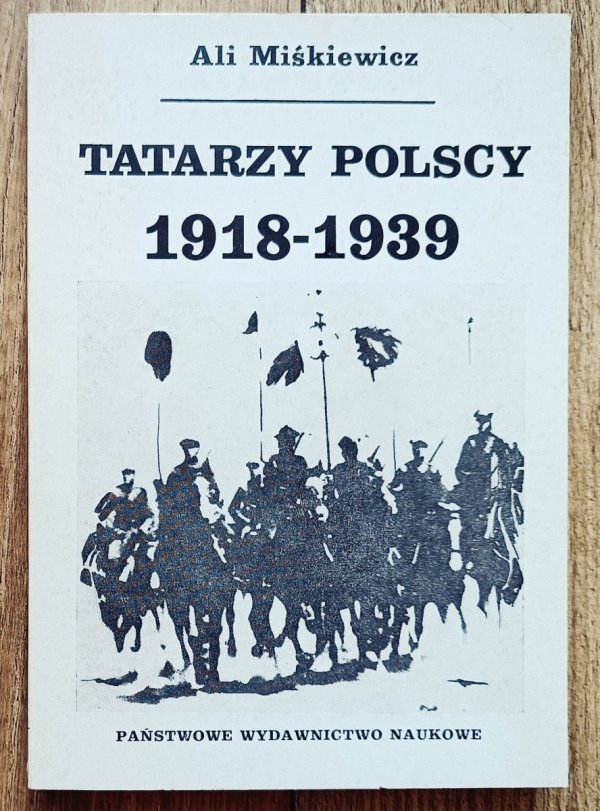 Ali Miśkiewicz
TATARZY POLSCY
1918-1939
PAŃSTWOWE WYDAWNICTWO NAUKOWE